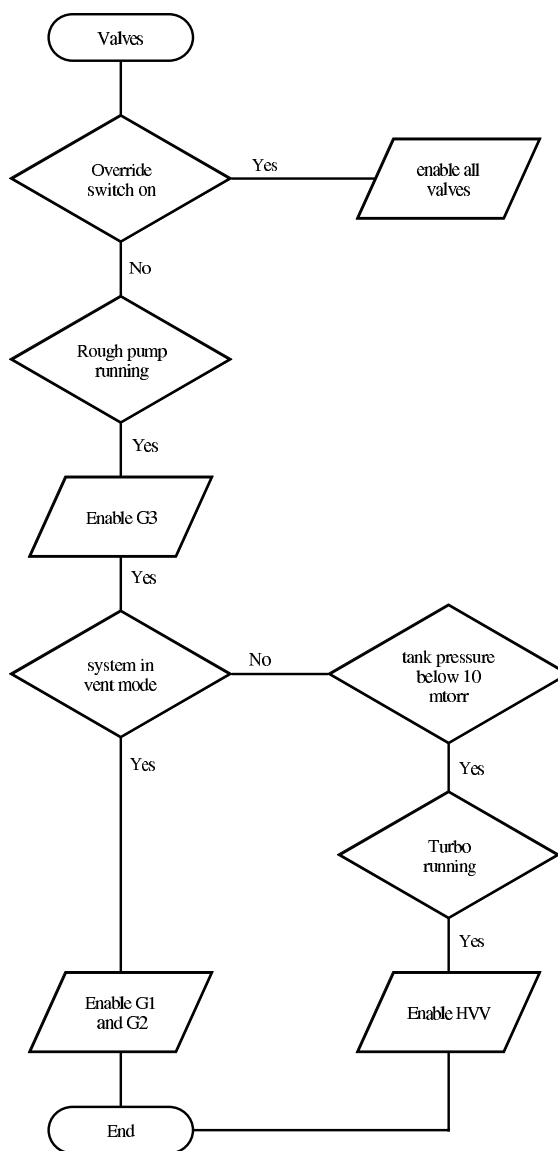 Valves
Override
switch on
Yes
enable all
valves
No
Rough pump
running
Yes
Enable G3
Yes
system in
vent mode
No
tank pressure
below 10
mtorr
Yes
Yes
Turbo
running
Yes
Enable G1
and G2
Enable HVV
End